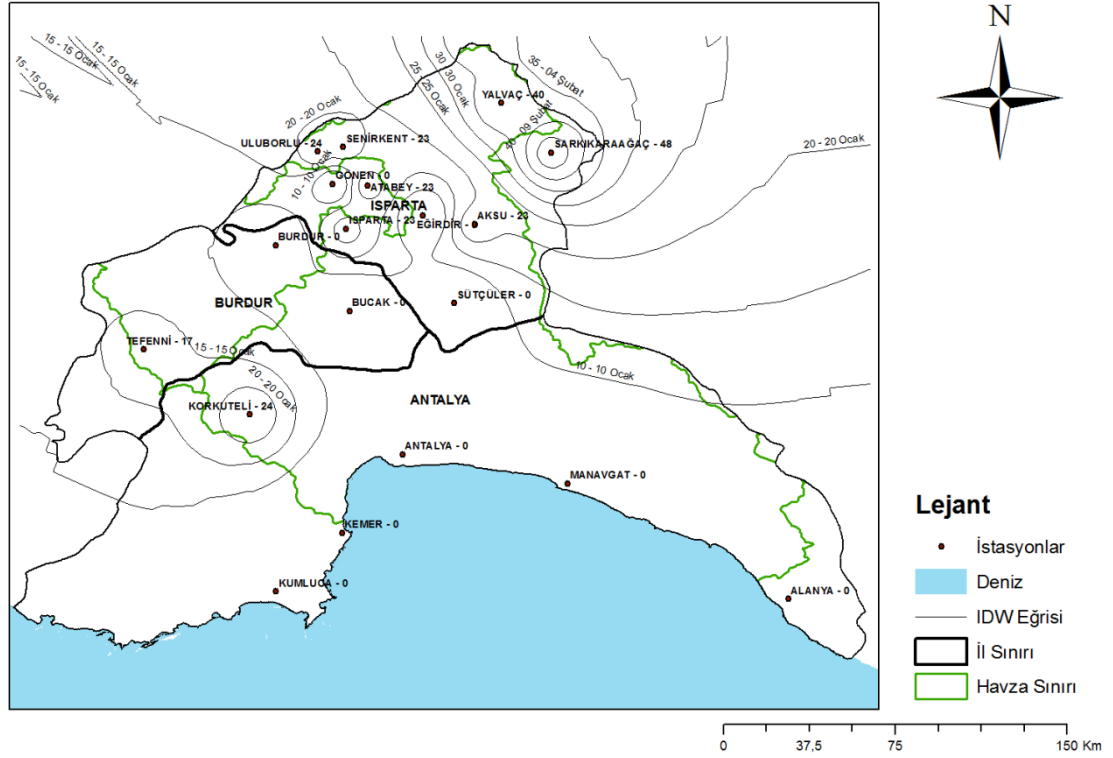 N
15 - 15 Ocak
15 - 15 Ocak
15 - 15 Ocak
30 - 30 Ocak
25 - 25 Ocak
35 - 04 Şubat
YALVAÇ - 40
20 - 20 Ocak
40 - 09 Şubat
ULUBORLU - 24
SENİRKENT - 23
SARKIKARAAĞAÇ - 48
20 - 20 Ocak
10 - 10 Ocak
GÖNEN - 0
ATABEY - 23
ISPARTA
ISPARTA - 23
EĞİRDİR -
AKSU - 23
BURDUR - 0
BURDUR
BUCAK - 0
SÜTÇÜLER - 0
TEFENNİ - 17
15 - 15 Ocak
20 - 20 Ocak
10 - 10 Ocak
KORKUTELİ - 24
ANTALYA
ANTALYA - 0
MANAVGAT - 0
KEMER - 0
KUMLUCA - 0
ALANYA - 0
Lejant
İstasyonlar
Deniz
IDW Eğrisi
İl Sınırı
Havza Sınırı
0 37,5 75 150 Km